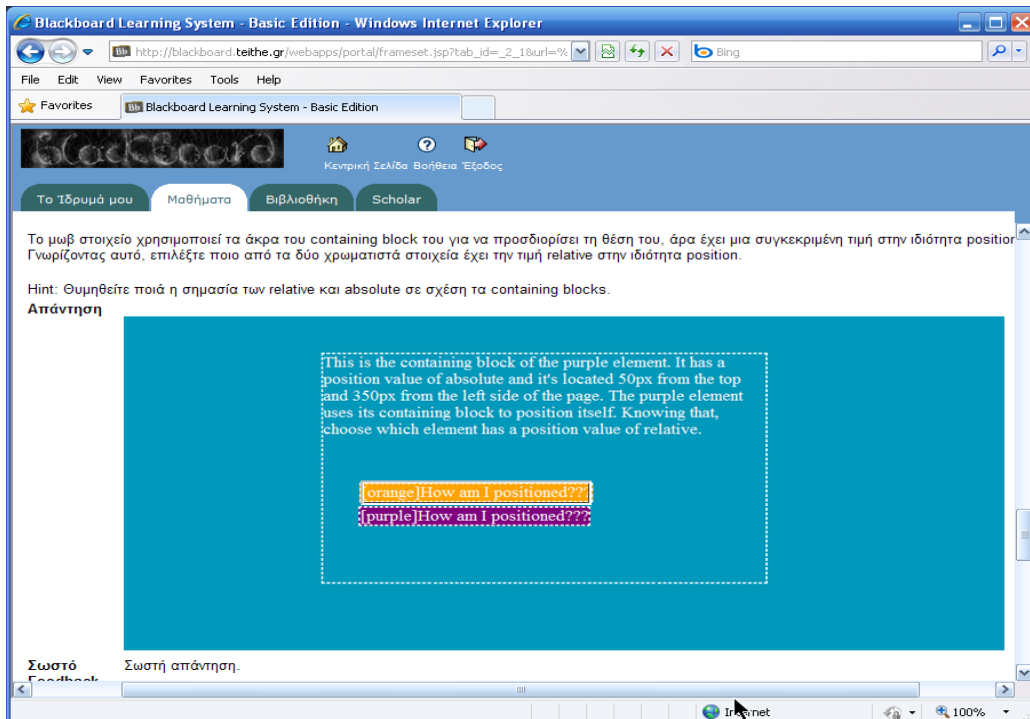 Blackboard Learning System - Basic Edition - Windows Internet Explorer
http://blackboard.teithe.gr/webapps/portal/frameset.jsp?tab_id=_2_1&url=%
Bing
File Edit View Favorites Tools Help
Favorites
Bb Blackboard Learning System - Basic Edition
blackboard
Κεντρική Σελίδα Βοήθεια Έξοδος
Το Ίδρυμά μου Μαθήματα Βιβλιοθήκη Scholar
Το μωβ στοιχείο χρησιμοποιεί τα άκρα του containing block του για να προσδιορίσει τη θέση του, άρα έχει μια συγκεκριμένη τιμή στην ιδιότητα position
Γνωρίζοντας αυτό, επιλέξτε ποιο από τα δύο χρωματιστά στοιχεία έχει την τιμή relative στην ιδιότητα position.
Hint: Θυμηθείτε ποιά η σημασία των relative και absolute σε σχέση τα containing blocks.
Απάντηση
This is the containing block of the purple element. It has a
position value of absolute and it's located 50px from the top
and 350px from the left side of the page. The purple element
uses its containing block to position itself. Knowing that,
choose which element has a position value of relative.
[orange]How am I positioned???
[purple]How am I positioned???
Σωστό Σωστή απάντηση.
Feedback
100%